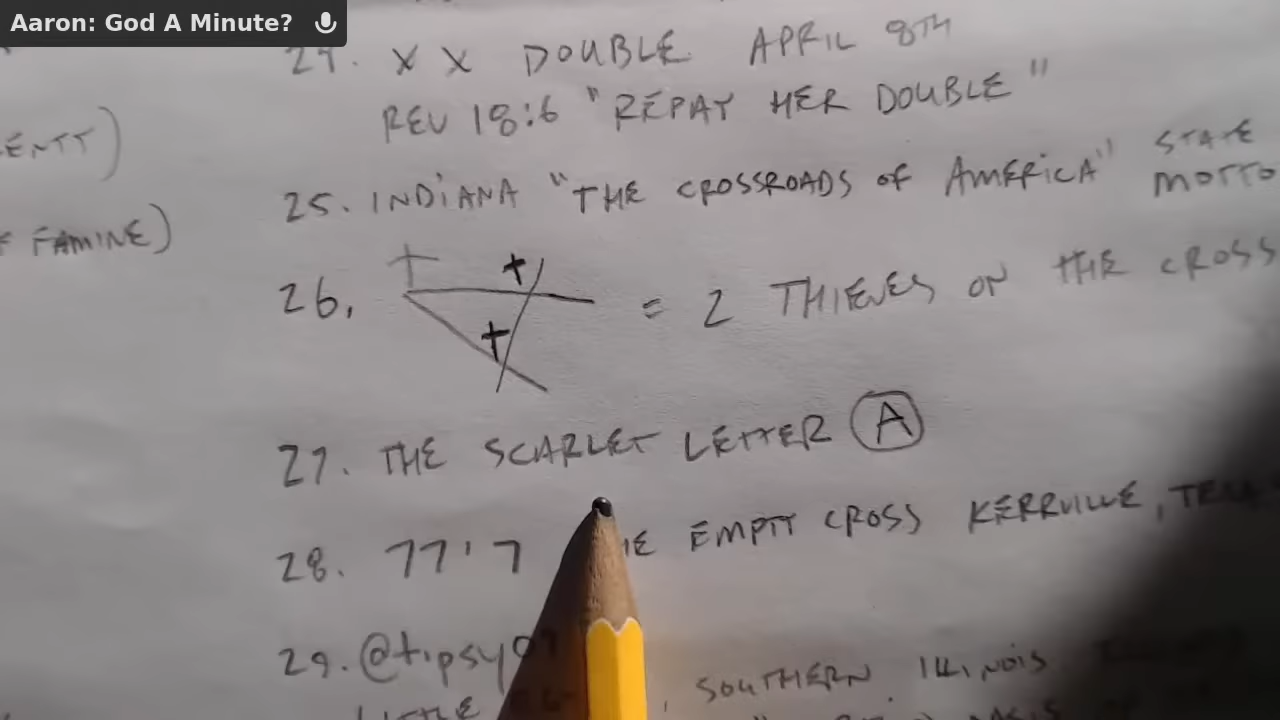 Aaron: God A Minute?
24. X X DOUBLE APRIL 8TH
REV 18:6 "REPAY HER DOUBLE"
25. INDIANA "THE CROSSROADS OF AMERICA" STATE MOTTO
FAMINE)
26. = 2 THIEVES ON THE CROSS
27. THE SCARLET LETTER A
28. 77'7 EMPTY CROSS KERRVILLE,
29. @tipsy
SOUTHERN ILLINOIS